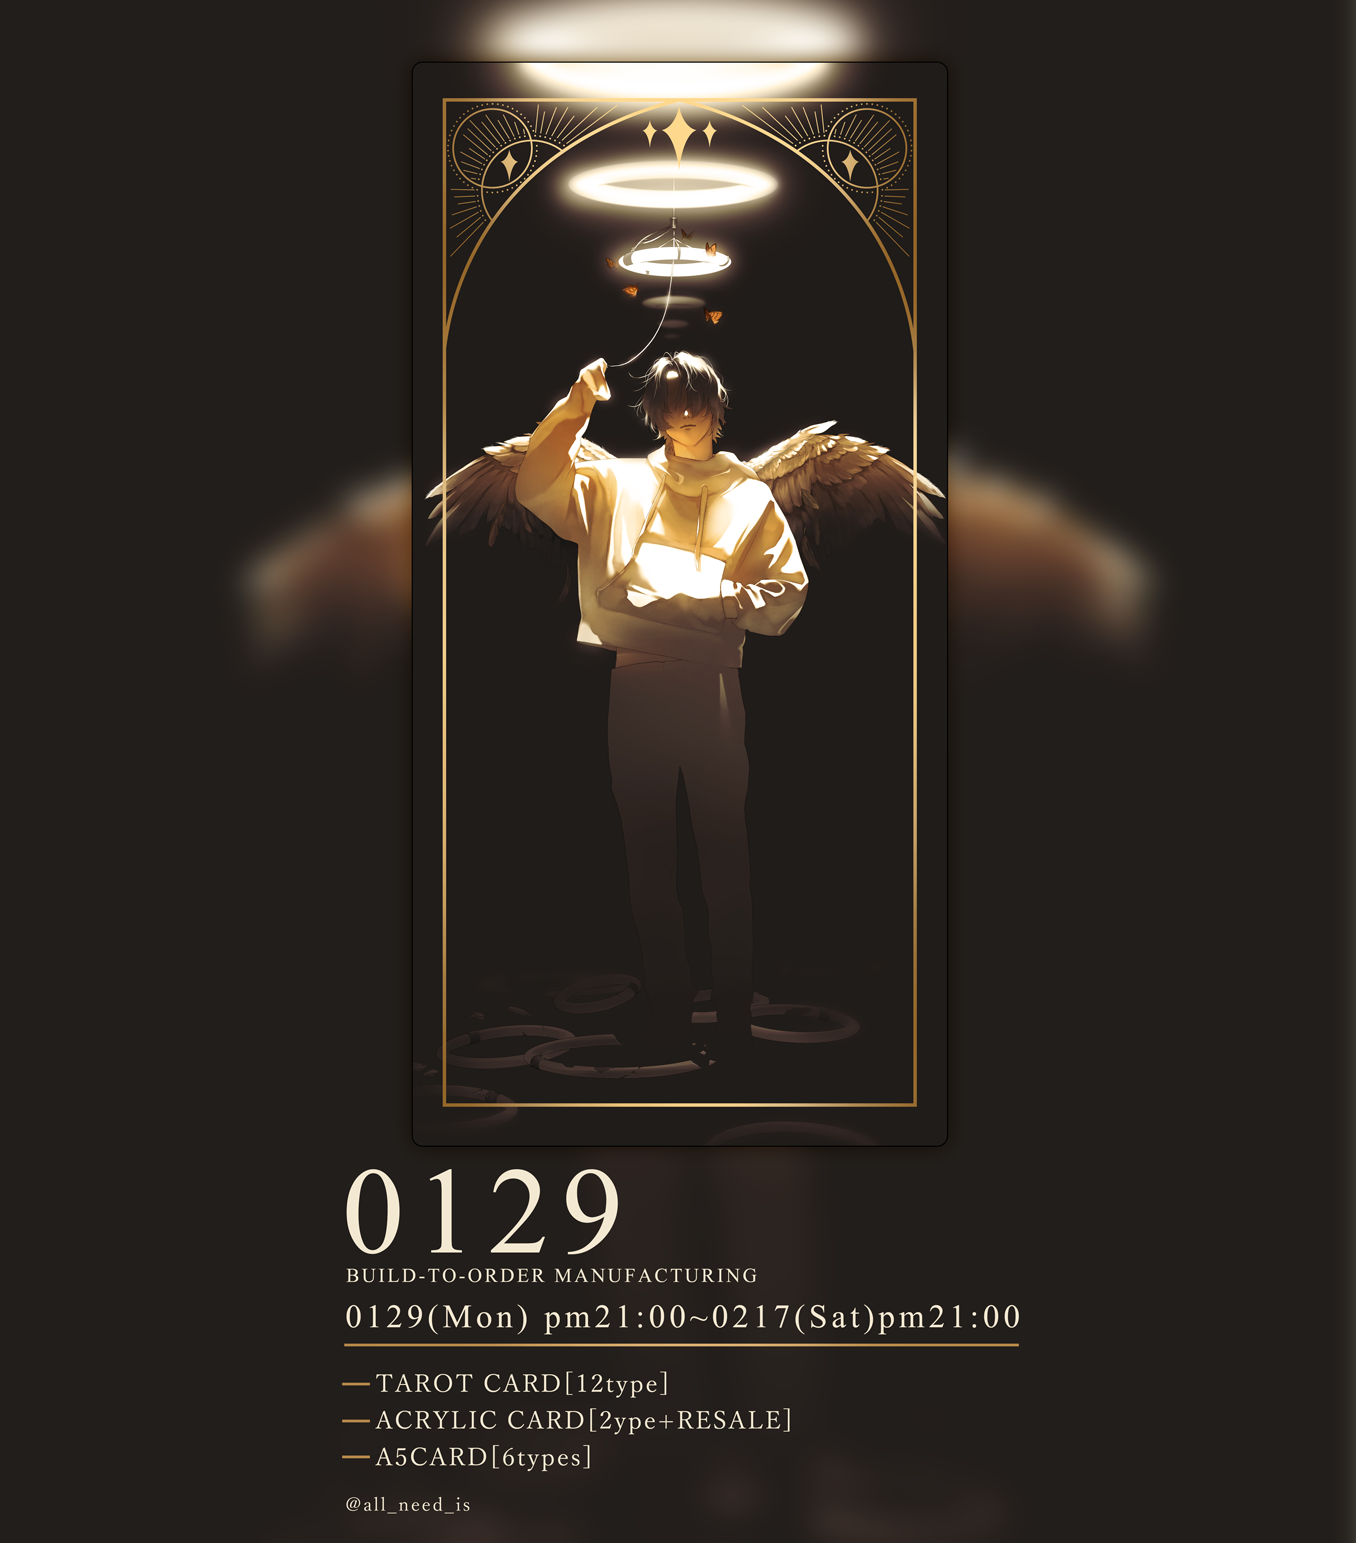 0129
BUILD-TO-ORDER MANUFACTURING
0129(Mon) pm21:00~0217(Sat)pm21:00
TAROT CARD[12type]
ACRYLIC CARD[2ype+RESALE]
A5CARD[6types]
@all_need_is